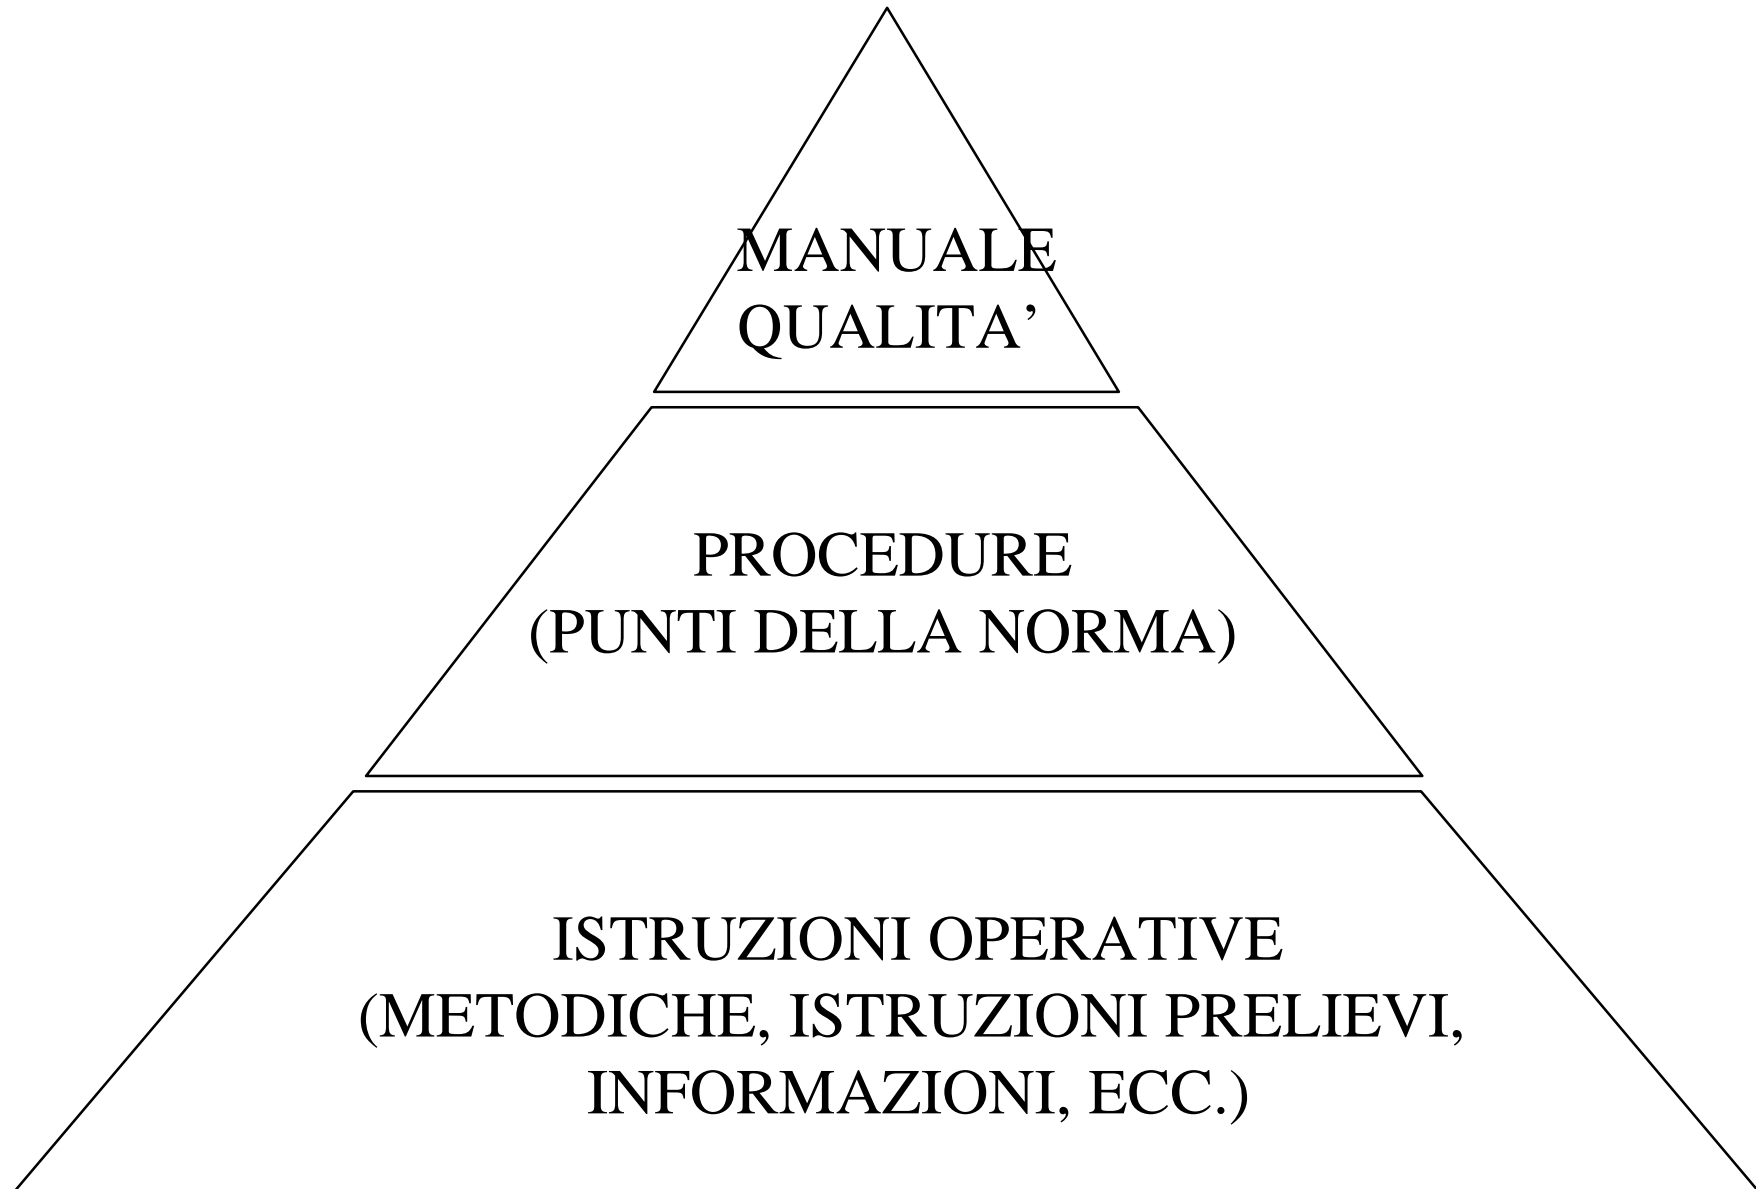 MANUALE
QUALITA’
PROCEDURE
(PUNTI DELLA NORMA)
ISTRUZIONI OPERATIVE
(METODICHE, ISTRUZIONI PRELIEVI,
INFORMAZIONI, ECC.)